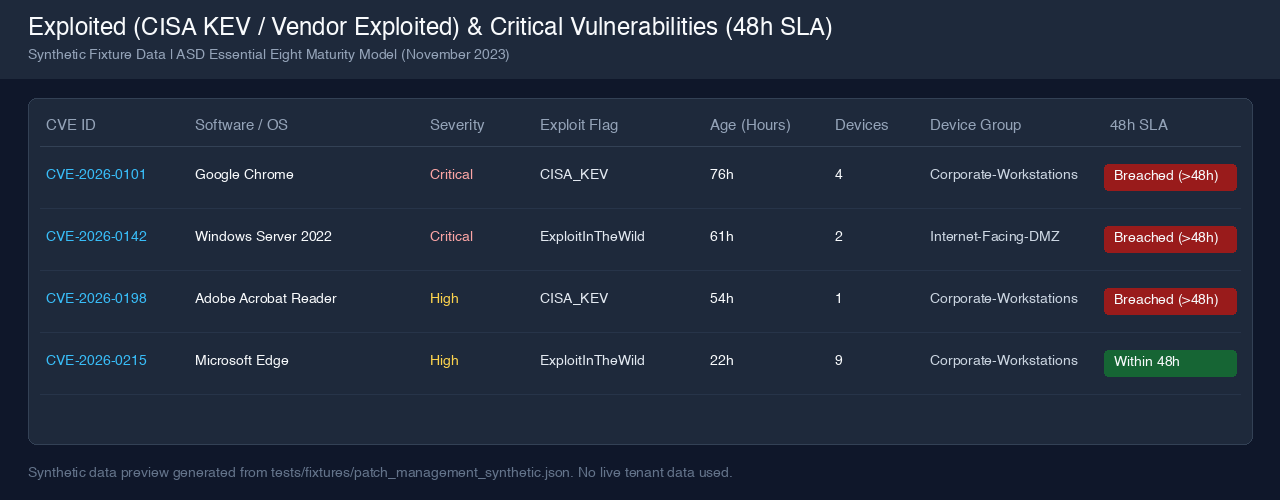 Exploited (CISA KEV / Vendor Exploited) & Critical Vulnerabilities (48h SLA)
Synthetic Fixture Data | ASD Essential Eight Maturity Model (November 2023)
CVE ID Software / OS Severity Exploit Flag Age (Hours) Devices Device Group 48h SLA
CVE-2026-0101 Google Chrome Critical CISA_KEV 76h 4 Corporate-Workstations Breached (>48h)
CVE-2026-0142 Windows Server 2022 Critical ExploitInTheWild 61h 2 Internet-Facing-DMZ Breached (>48h)
CVE-2026-0198 Adobe Acrobat Reader High CISA_KEV 54h 1 Corporate-Workstations Breached (>48h)
CVE-2026-0215 Microsoft Edge High ExploitInTheWild 22h 9 Corporate-Workstations Within 48h
Synthetic data preview generated from tests/fixtures/patch_management_synthetic.json. No live tenant data used.